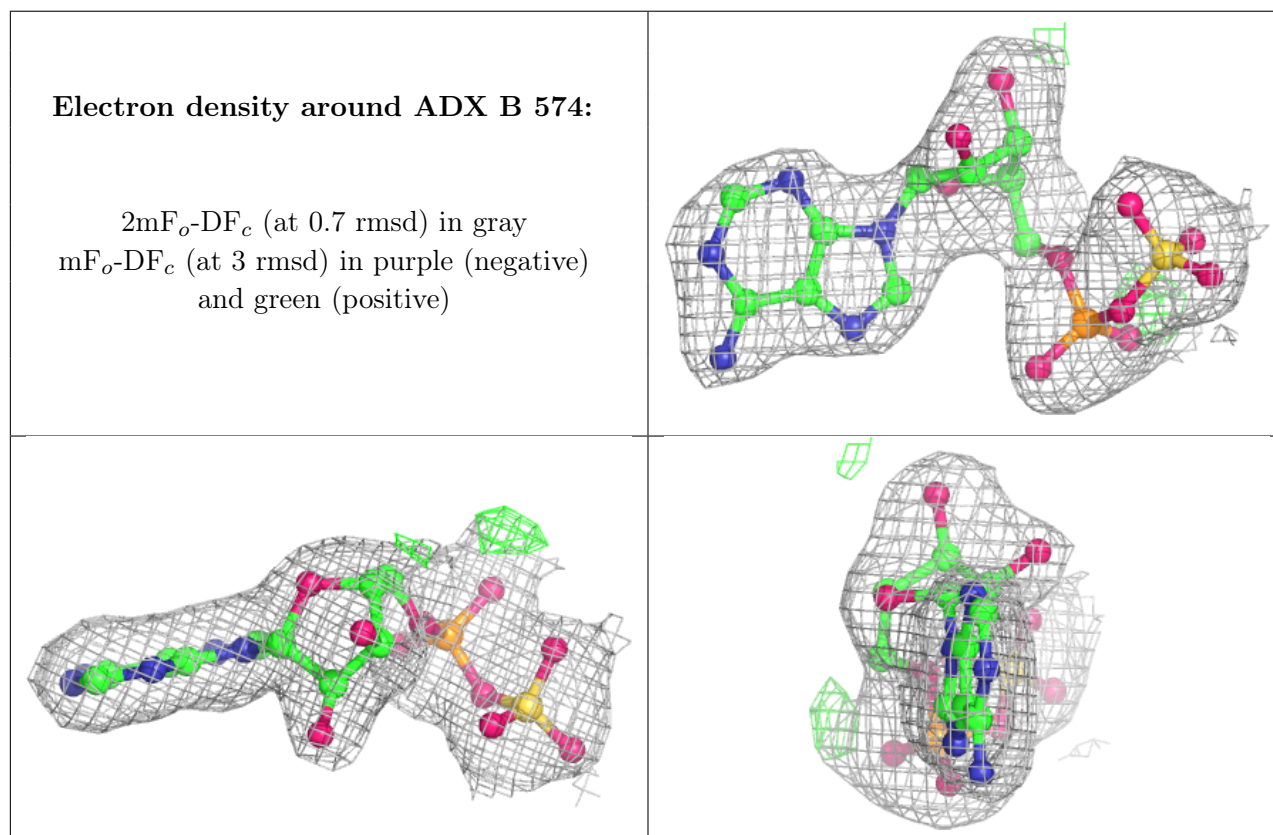 Electron density around ADX B 574:
2mFo-DFc (at 0.7 rmsd) in gray
mFo-DFc (at 3 rmsd) in purple (negative)
and green (positive)